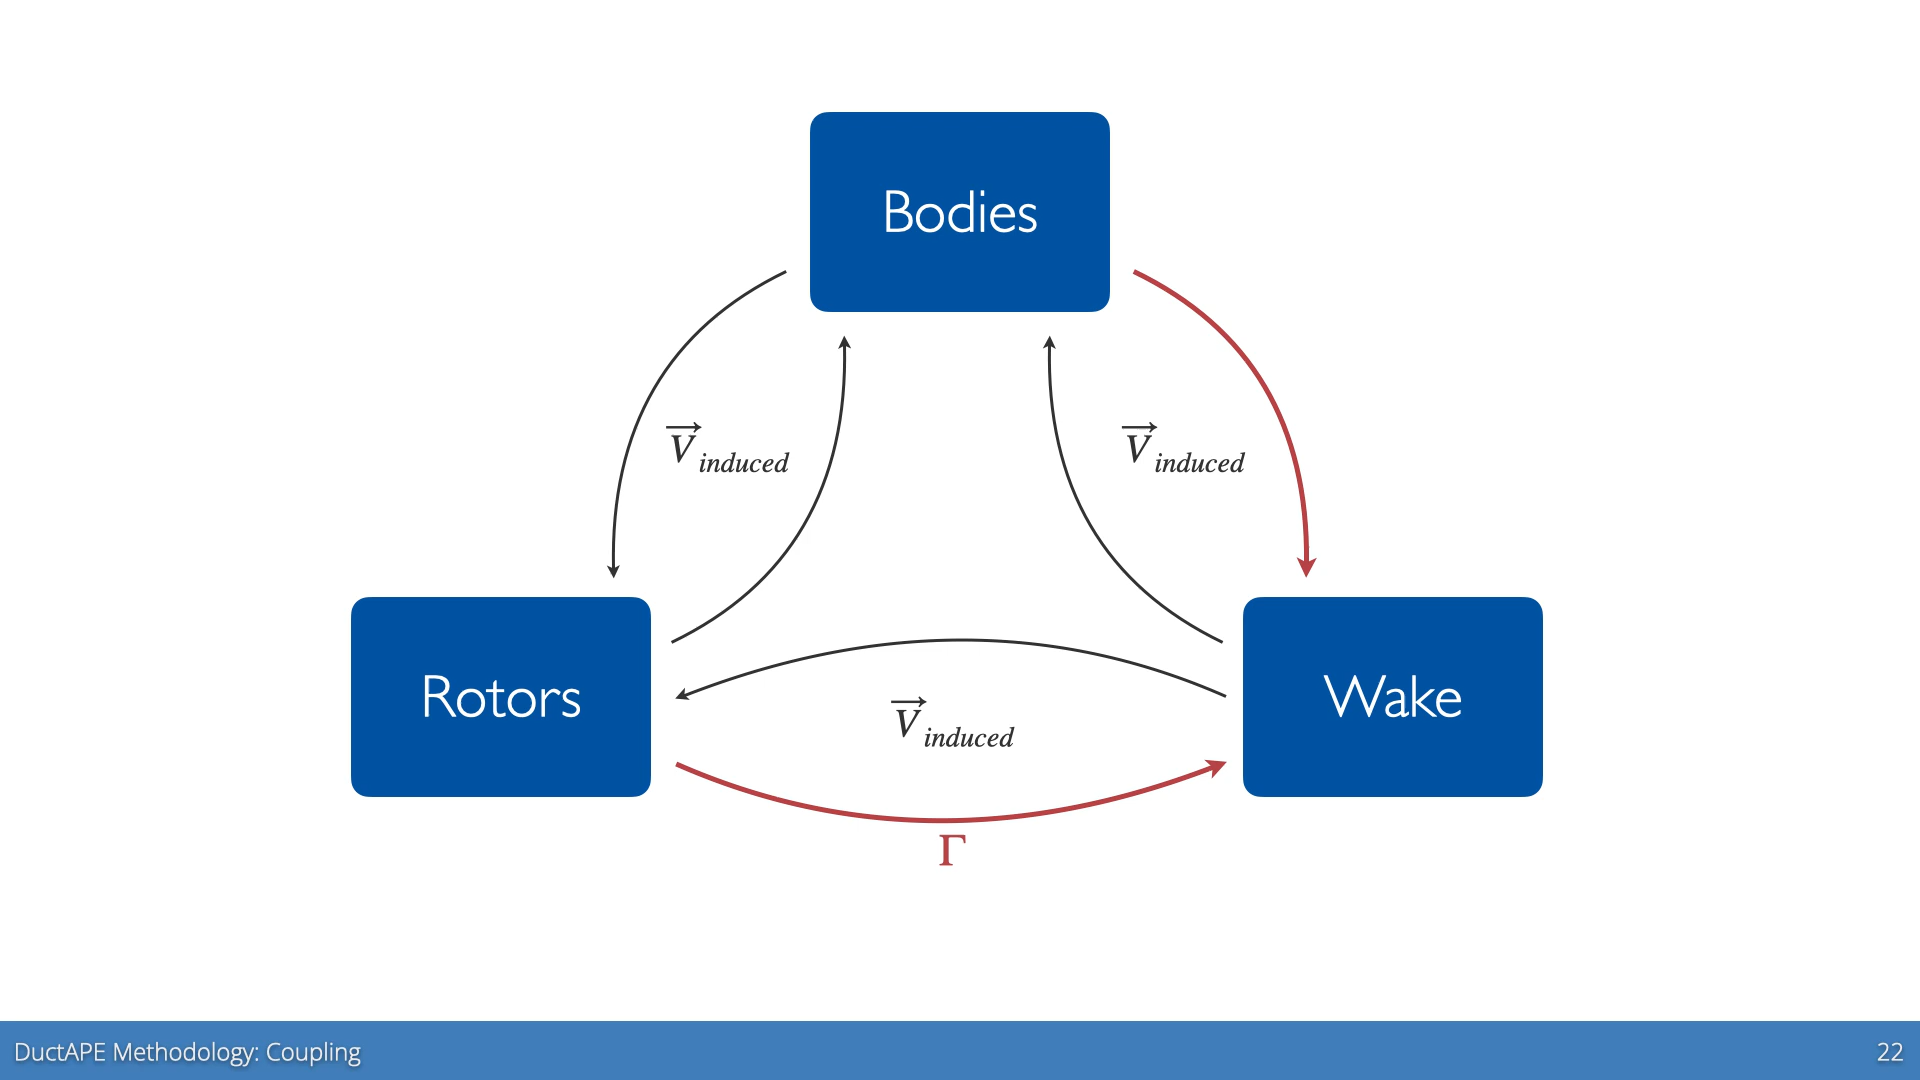 Bodies
V⃗ induced
V⃗ induced
Rotors
Wake
V⃗ induced
Γ
DuctAPE Methodology: Coupling
22